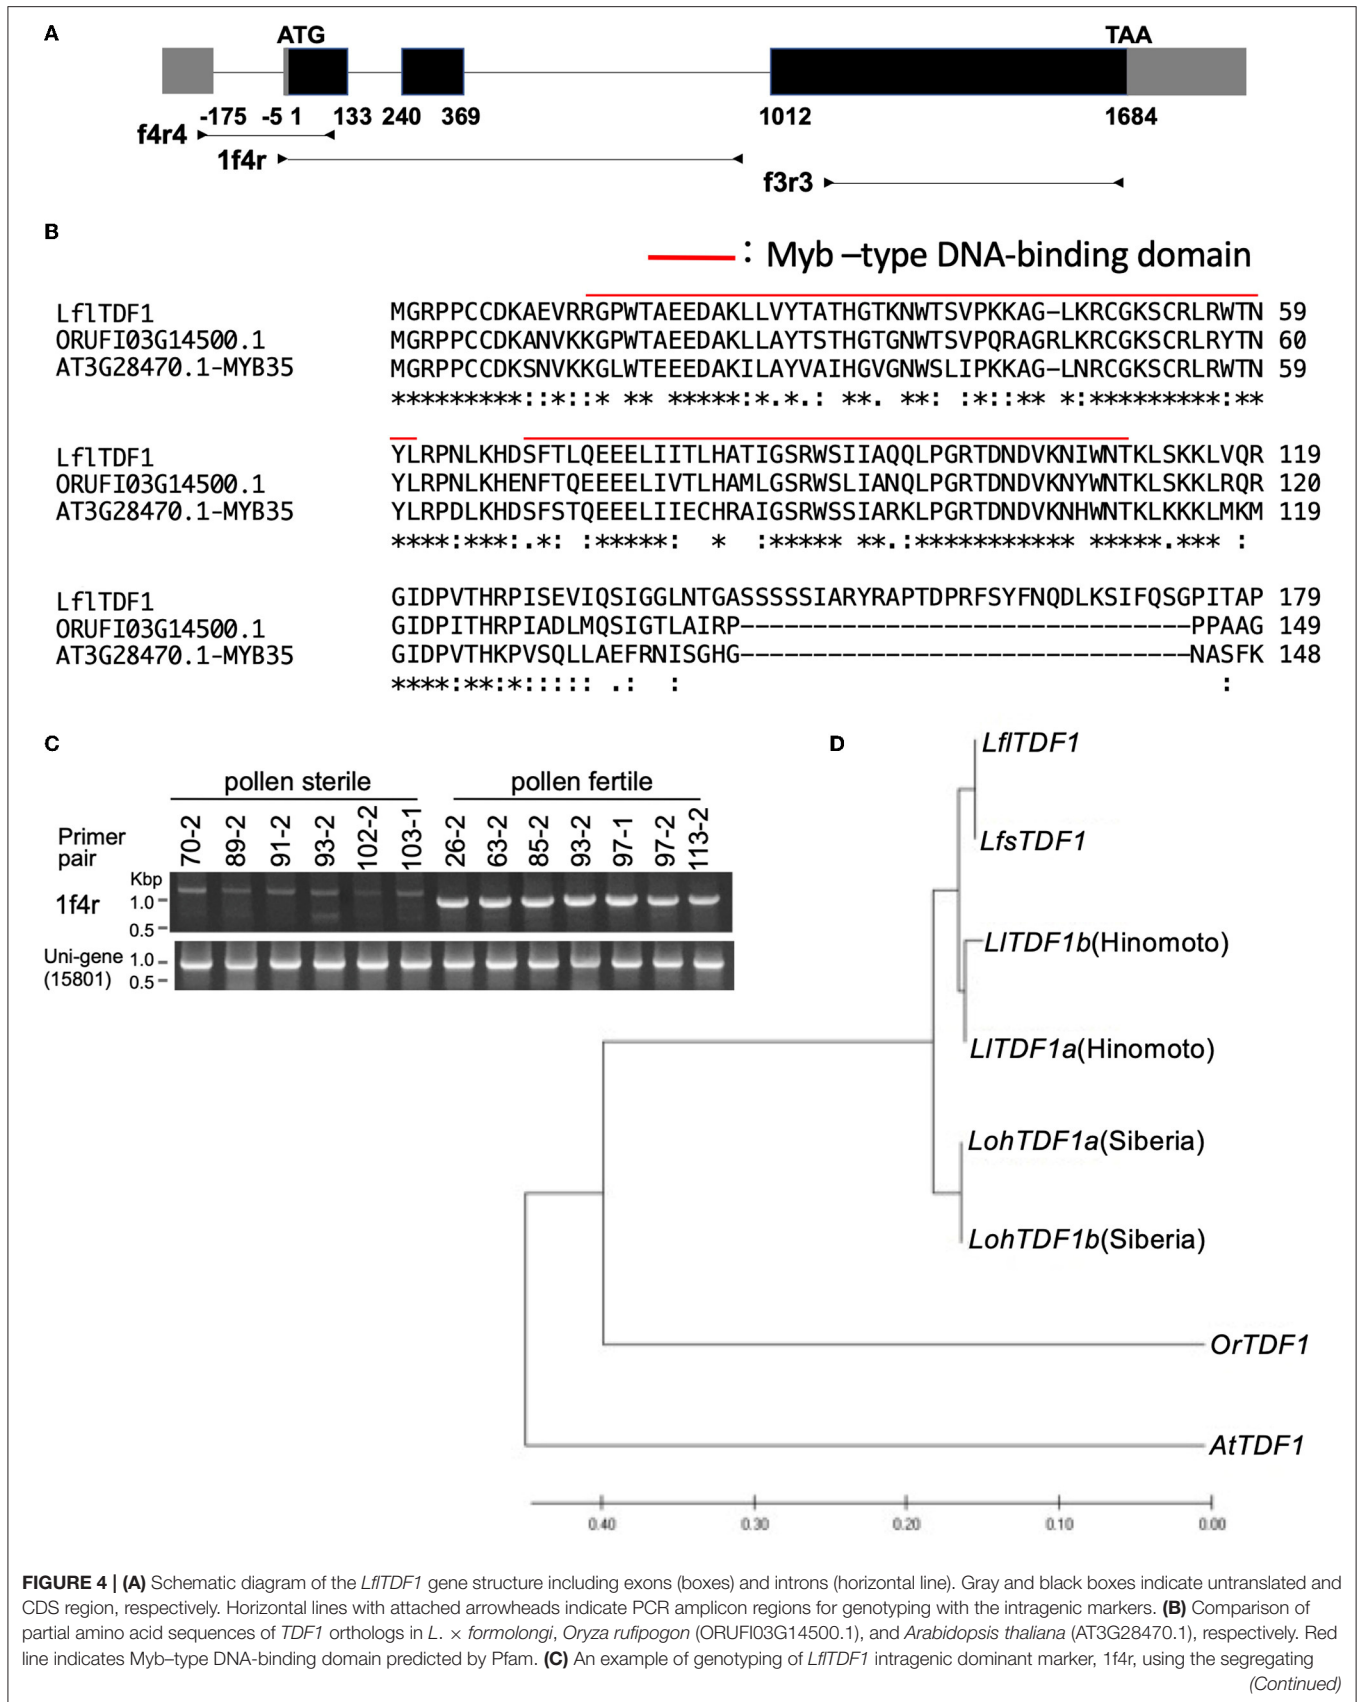 A
ATG TAA
-175 -5 1 133 240 369 1012 1684
f4r4
1f4r
f3r3
B
: Myb –type DNA-binding domain
LflTDF1 MGRPPCCDKAEVRRGPWTAEEDAKLLVYTATHGTKNWTSVPKKAG–LKRCGKSCRLRWTN 59
ORUFI03G14500.1 MGRPPCCDKANVKKGPWTAEEDAKLLAYTSTHGTGNWTSVPQRAGRLKRCGKSCRLRYTN 60
AT3G28470.1-MYB35 MGRPPCCDKSNVKKGLWTEEEDAKILAYVAIHGVGNWSLIPKKAG–LNRCGKSCRLRWTN 59
*********::*::* ** *****:*.*.: **. **: :*::** *:*********:**
LflTDF1 YLRPNLKHDSFTLQEEELIITLHATIGSRWSIIAQQLPGRTDNDVKNIWNTKLSKKLVQR 119
ORUFI03G14500.1 YLRPNLKHENFTQEEEELIVTLHAMLGSRWSLIANQLPGRTDNDVKNYWNTKLSKKLRQR 120
AT3G28470.1-MYB35 YLRPDLKHDSFSTQEEELIIECHRAIGSRWSSIARKLPGRTDNDVKNHWNTKLKKKLMKM 119
****:***:.*: :*****: * :***** **.:*********** *****.*** :
LflTDF1 GIDPVTHRPISEVIQSIGGLNTGASSSSSIARYRAPTDPRFSYFNQDLKSIFQSGPITAP 179
ORUFI03G14500.1 GIDPITHRPIADLMQSIGTLAIRP–––––––––––––––––––––––––––––––PPAAG 149
AT3G28470.1-MYB35 GIDPVTHKPVSQLLAEFRNISGHG–––––––––––––––––––––––––––––––NASFK 148
****:**:*::::: .: : :
C
pollen sterile pollen fertile
Primer pair 70-2 89-2 91-2 93-2 102-2 103-1 26-2 63-2 85-2 93-2 97-1 97-2 113-2
Kbp
1f4r 1.0
0.5
Uni-gene 1.0
(15801) 0.5
D
LflTDF1
LfsTDF1
LlTDF1b(Hinomoto)
LlTDF1a(Hinomoto)
LohTDF1a(Siberia)
LohTDF1b(Siberia)
OrTDF1
AtTDF1
0.40 0.30 0.20 0.10 0.00
FIGURE 4 | (A) Schematic diagram of the LflTDF1 gene structure including exons (boxes) and introns (horizontal line). Gray and black boxes indicate untranslated and
CDS region, respectively. Horizontal lines with attached arrowheads indicate PCR amplicon regions for genotyping with the intragenic markers. (B) Comparison of
partial amino acid sequences of TDF1 orthologs in L. × formolongi, Oryza rufipogon (ORUFI03G14500.1), and Arabidopsis thaliana (AT3G28470.1), respectively. Red
line indicates Myb–type DNA-binding domain predicted by Pfam. (C) An example of genotyping of LflTDF1 intragenic dominant marker, 1f4r, using the segregating
(Continued)